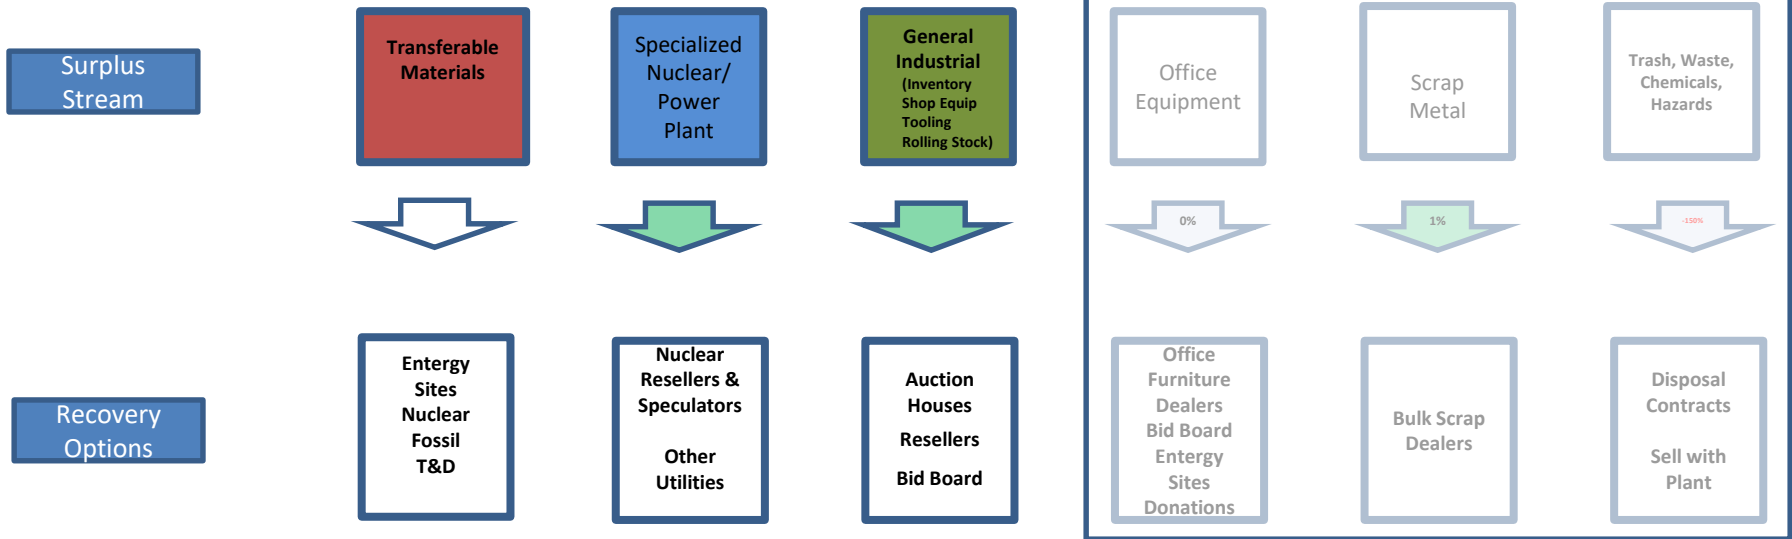 Surplus
Stream
Transferable
Materials
Specialized
Nuclear/
Power
Plant
General
Industrial
(Inventory
Shop Equip
Tooling
Rolling Stock)
Office
Equipment
Scrap
Metal
Trash, Waste,
Chemicals,
Hazards
0%
1%
-150%
Recovery
Options
Entergy
Sites
Nuclear
Fossil
T&D
Nuclear
Resellers &
Speculators
Other
Utilities
Auction
Houses
Resellers
Bid Board
Office
Furniture
Dealers
Bid Board
Entergy
Sites
Donations
Bulk Scrap
Dealers
Disposal
Contracts
Sell with
Plant